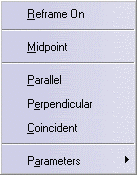 Reframe On
Midpoint
Parallel
Perpendicular
Coincident
Parameters